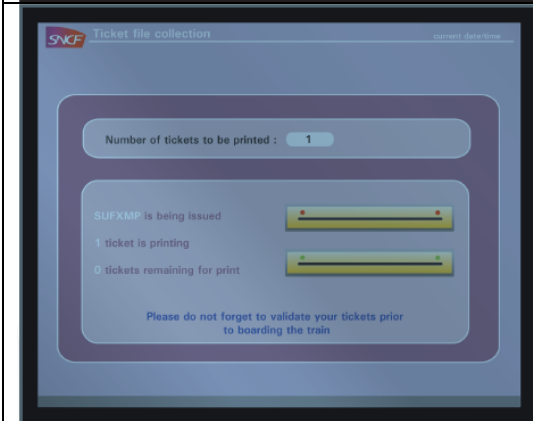 SNCF
Ticket file collection
current date/time
Number of tickets to be printed : 1
SUFXMP is being issued
1 ticket is printing
0 tickets remaining for print
Please do not forget to validate your tickets prior
to boarding the train